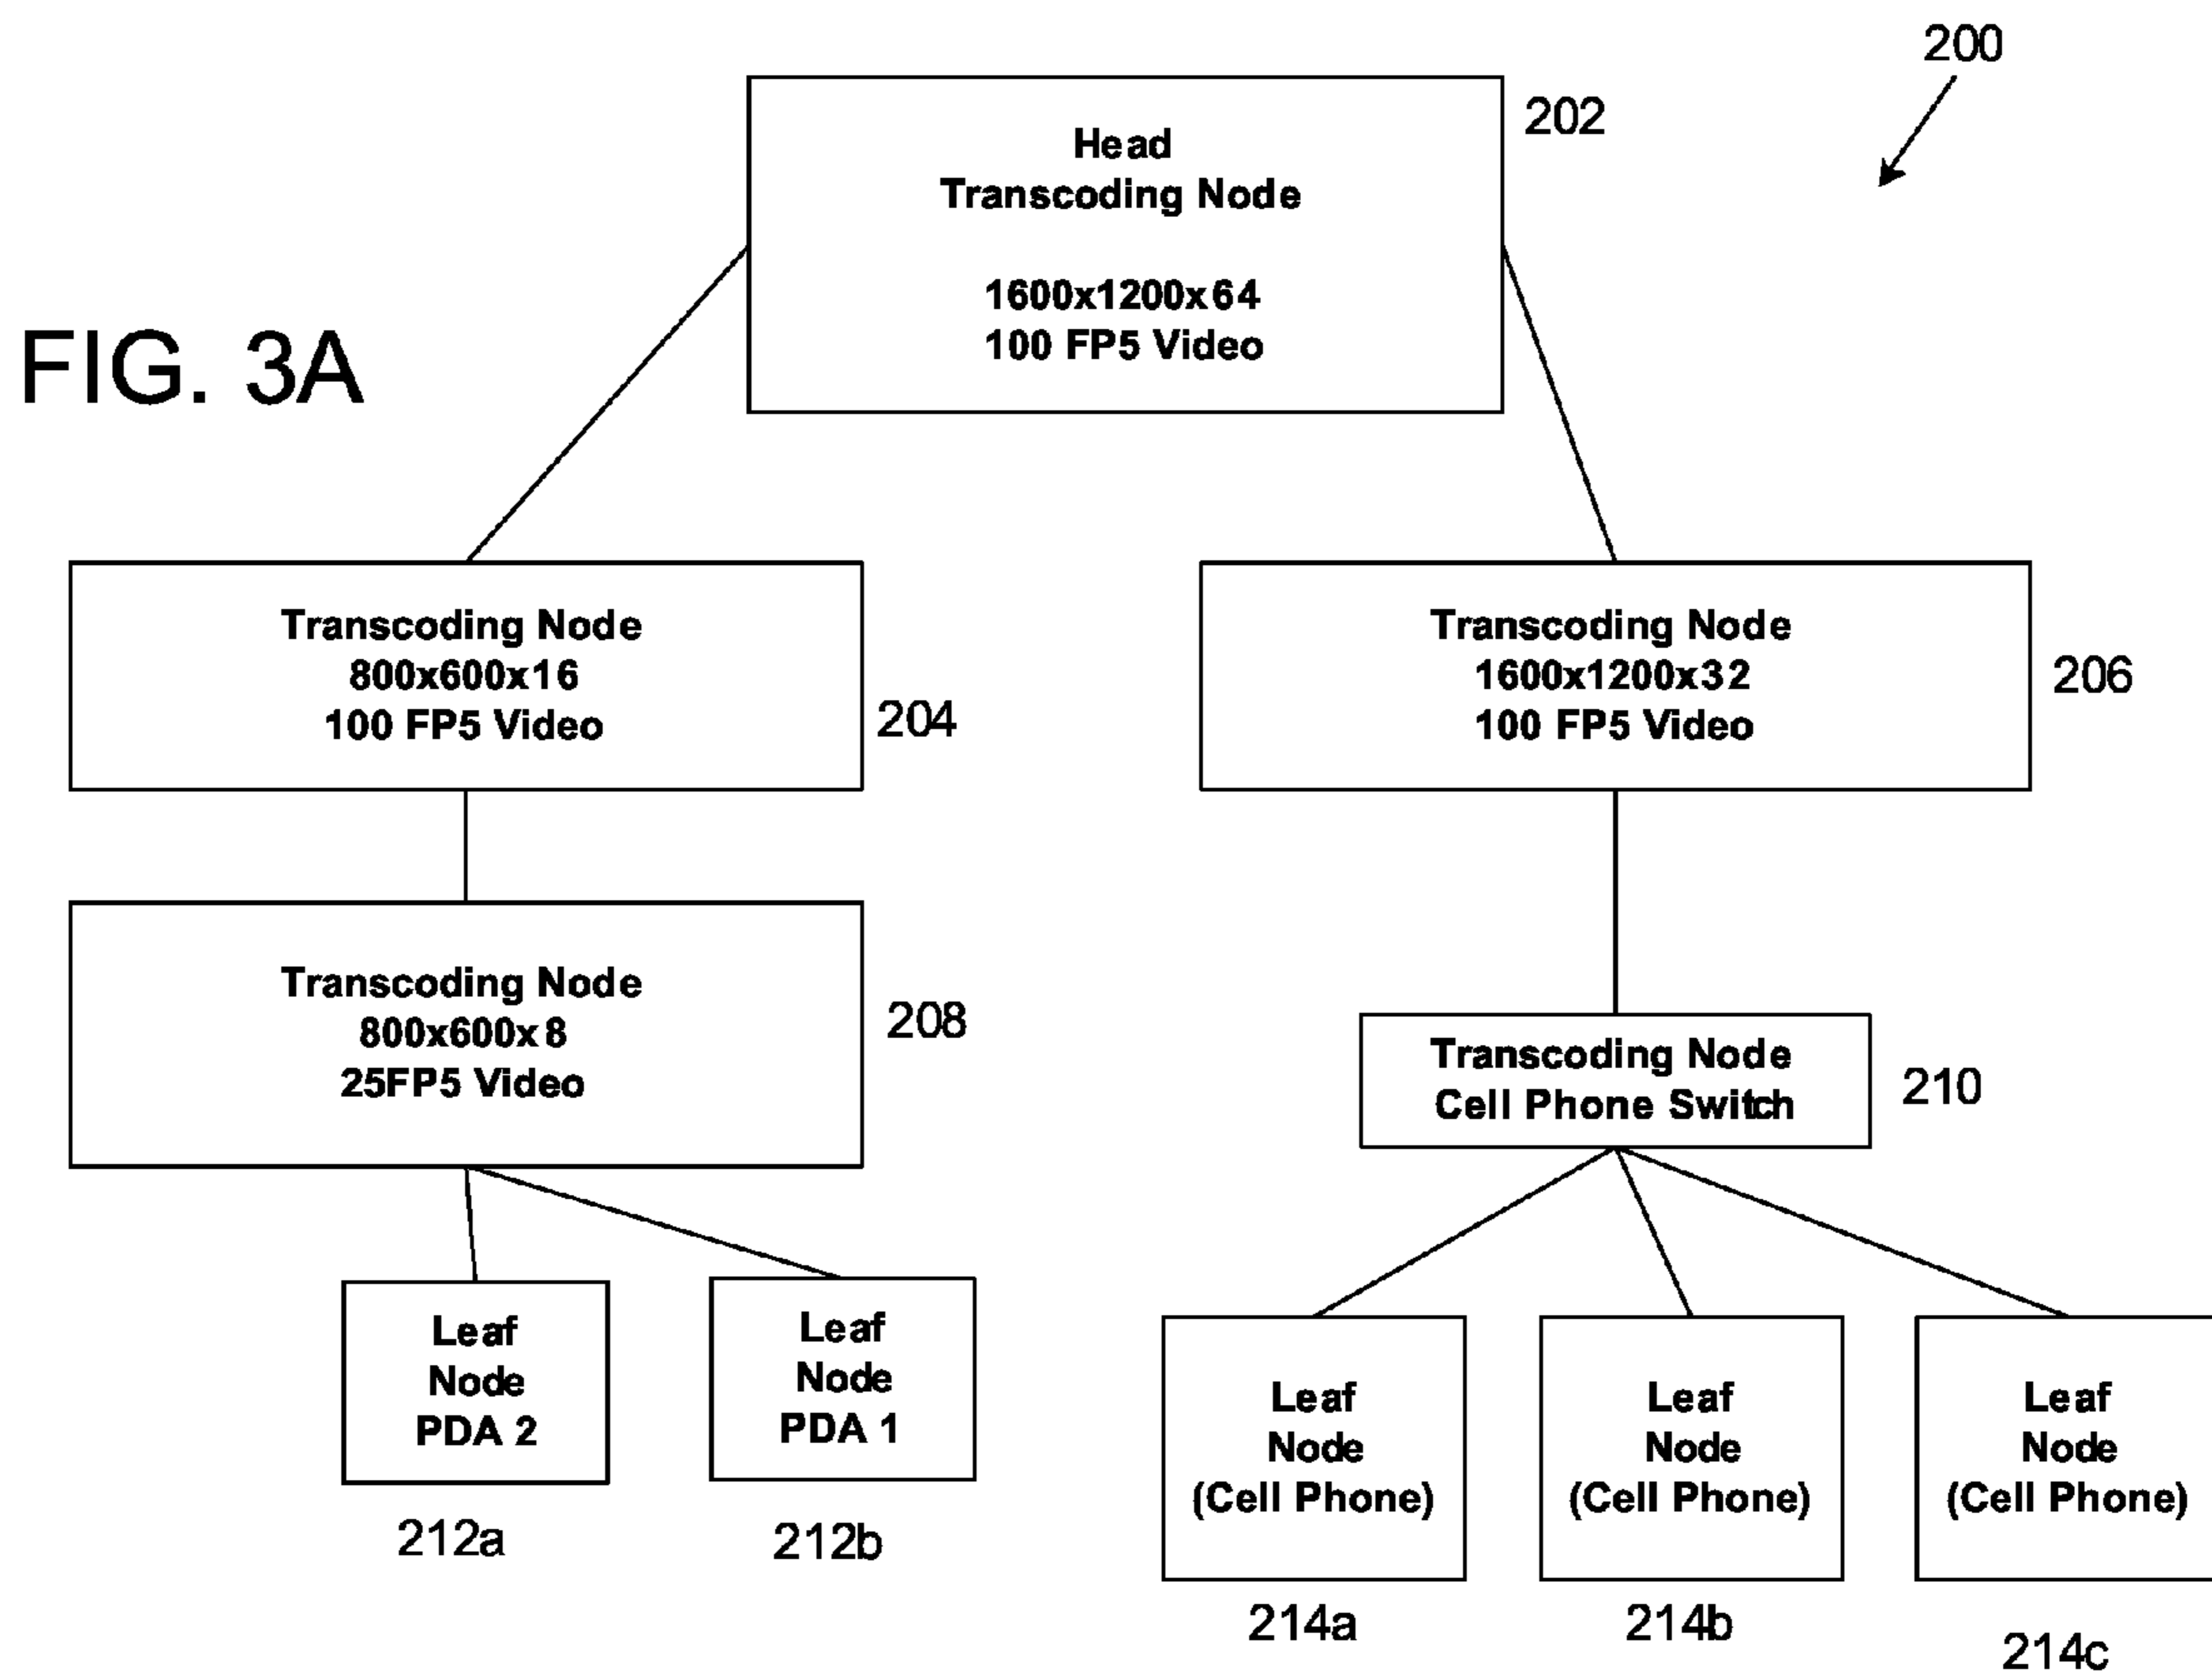 200
202
Head
Transcoding Node
1600x1200x64
100 FP5 Video
FIG. 3A
Transcoding Node
800x600x16
100 FP5 Video
204
Transcoding Node
1600x1200x32
100 FP5 Video
206
Transcoding Node
800x600x8
25FP5 Video
208
Transcoding Node
Cell Phone Switch
210
Leaf
Node
PDA 2
212a
Leaf
Node
PDA 1
212b
Leaf
Node
(Cell Phone)
214a
Leaf
Node
(Cell Phone)
214b
Leaf
Node
(Cell Phone)
214c